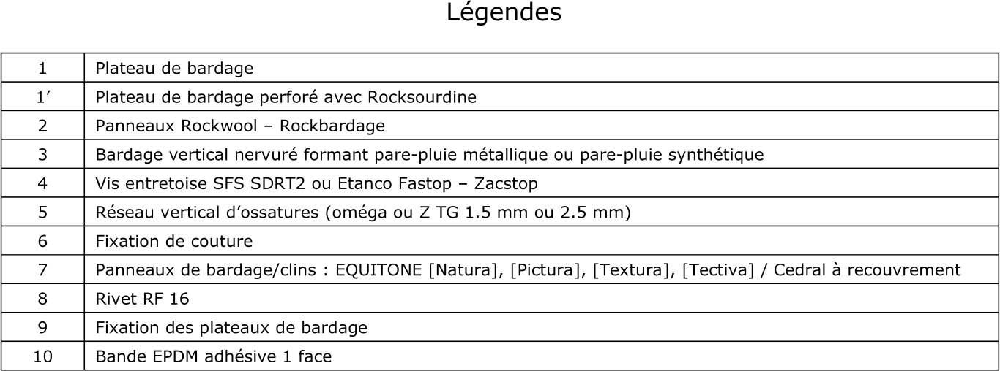 Légendes
1 Plateau de bardage
1’ Plateau de bardage perforé avec Rocksourdine
2 Panneaux Rockwool – Rockbardage
3 Bardage vertical nervuré formant pare-pluie métallique ou pare-pluie synthétique
4 Vis entretoise SFS SDRT2 ou Etanco Fastop – Zacstop
5 Réseau vertical d’ossatures (oméga ou Z TG 1.5 mm ou 2.5 mm)
6 Fixation de couture
7 Panneaux de bardage/clins : EQUITONE [Natura], [Pictura], [Textura], [Tectiva] / Cedral à recouvrement
8 Rivet RF 16
9 Fixation des plateaux de bardage
10 Bande EPDM adhésive 1 face